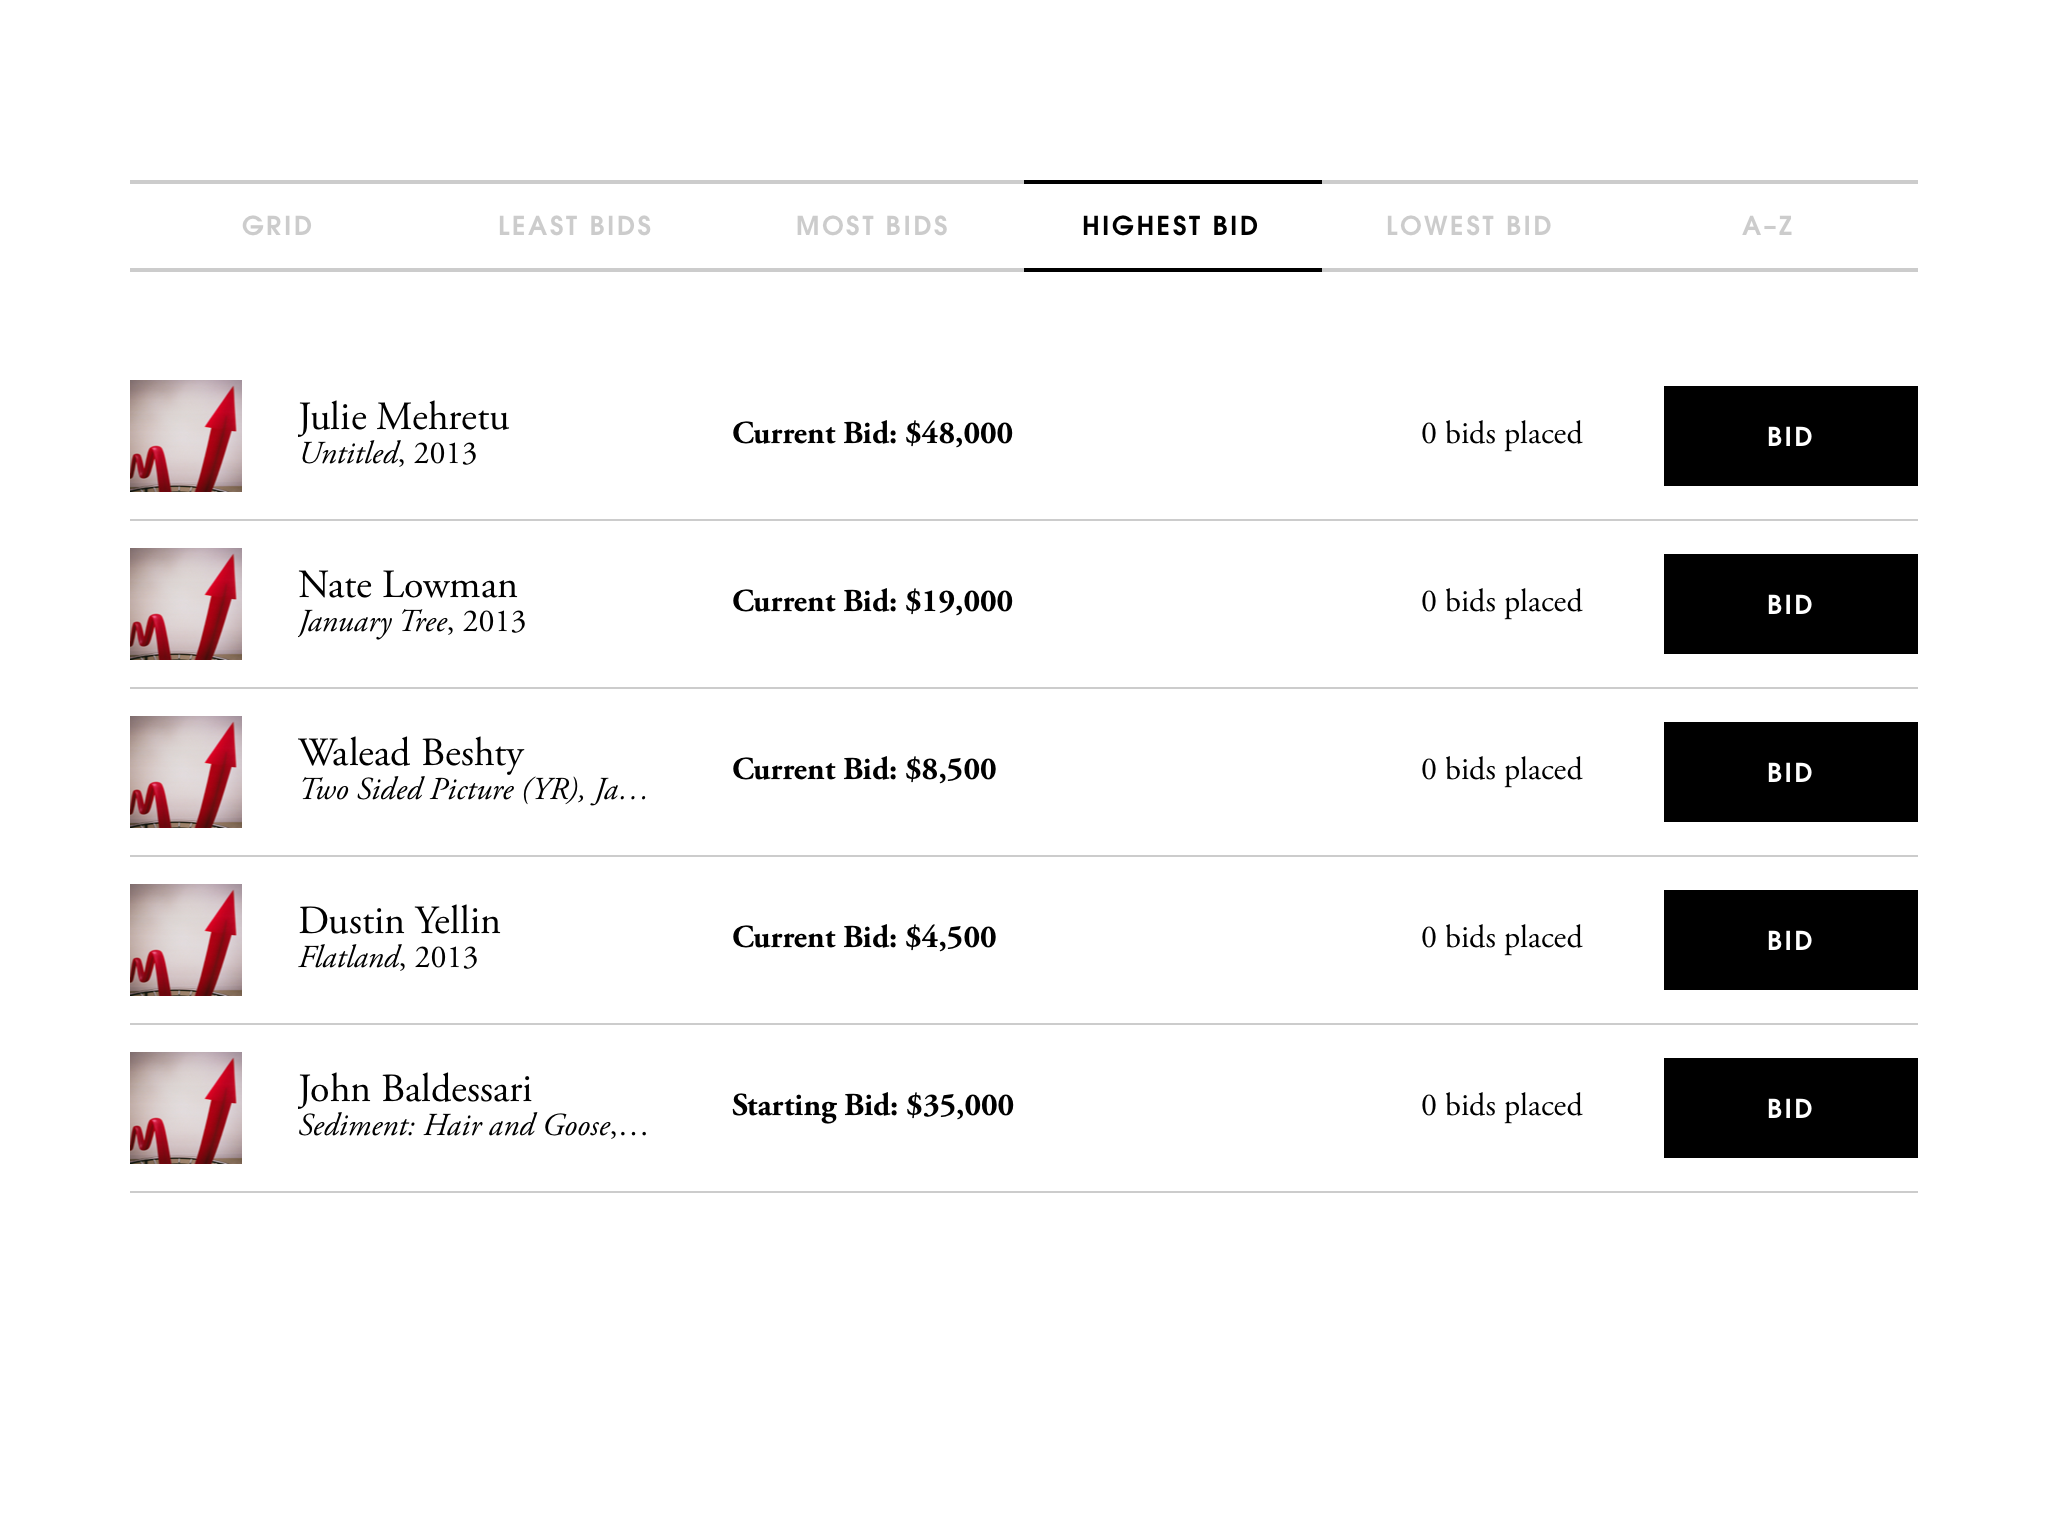 GRID LEAST BIDS MOST BIDS HIGHEST BID LOWEST BID A–Z
Julie Mehretu
Untitled, 2013
Current Bid: $48,000
0 bids placed
BID
Nate Lowman
January Tree, 2013
Current Bid: $19,000
0 bids placed
BID
Walead Beshty
Two Sided Picture (YR), Ja…
Current Bid: $8,500
0 bids placed
BID
Dustin Yellin
Flatland, 2013
Current Bid: $4,500
0 bids placed
BID
John Baldessari
Sediment: Hair and Goose,…
Starting Bid: $35,000
0 bids placed
BID